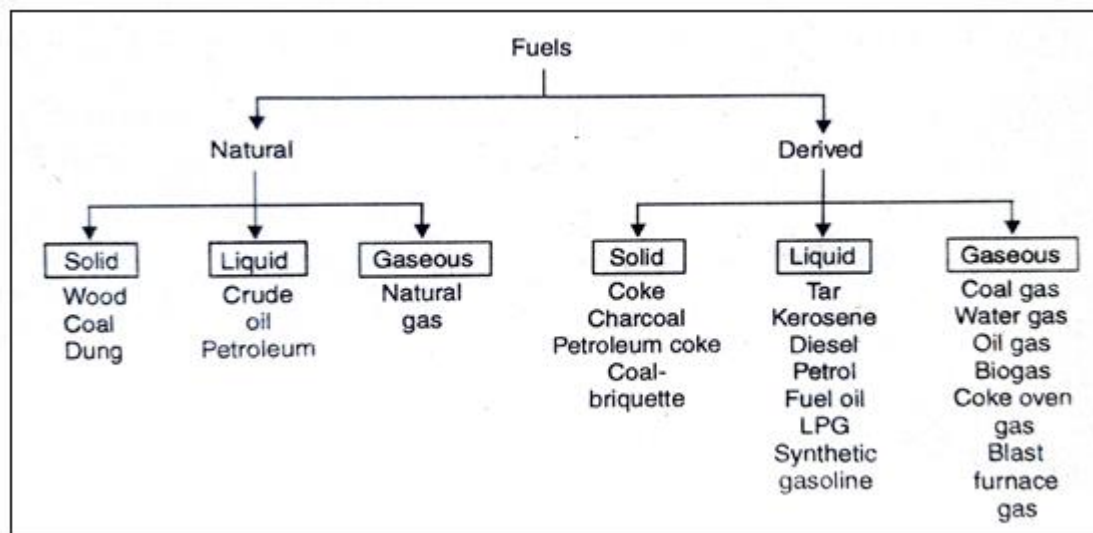 Fuels
Natural
Derived
Solid
Wood
Coal
Dung
Liquid
Crude
oil
Petroleum
Gaseous
Natural
gas
Solid
Coke
Charcoal
Petroleum coke
Coal-
briquette
Liquid
Tar
Kerosene
Diesel
Petrol
Fuel oil
LPG
Synthetic
gasoline
Gaseous
Coal gas
Water gas
Oil gas
Biogas
Coke oven
gas
Blast
furnace
gas